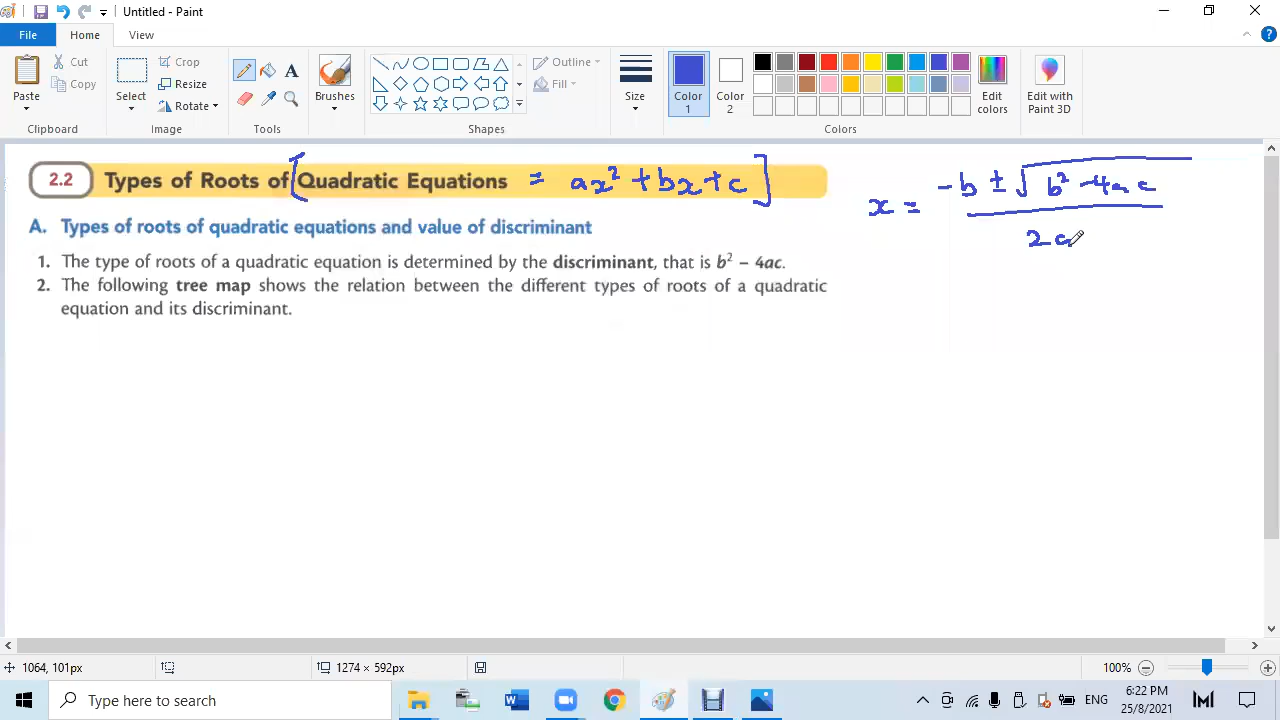 Untitled - Paint
File Home View
Paste
Cut
Copy
Clipboard
Select
Crop
Resize
Rotate
Image
Tools
Brushes
Outline
Fill
Shapes
Size
Color 1
Color 2
Edit colors
Colors
Edit with Paint 3D
2.2 Types of Roots of [Quadratic Equations = ax² + bx + c]
x = -b ± √b² - 4ac
2a
A. Types of roots of quadratic equations and value of discriminant
1. The type of roots of a quadratic equation is determined by the discriminant, that is b² – 4ac.
2. The following tree map shows the relation between the different types of roots of a quadratic
equation and its discriminant.
1064, 101px
1274 × 592px
100%
Type here to search
ENG
6:22 PM
25/8/2021